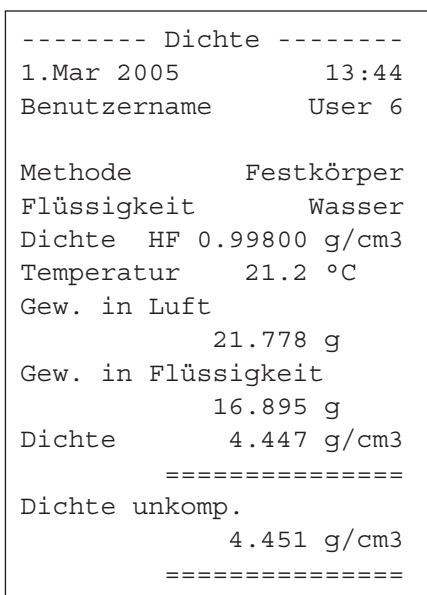 -------- Dichte --------
1.Mar 2005 13:44
Benutzername User 6
Methode Festkörper
Flüssigkeit Wasser
Dichte HF 0.99800 g/cm3
Temperatur 21.2 °C
Gew. in Luft
21.778 g
Gew. in Flüssigkeit
16.895 g
Dichte 4.447 g/cm3
===============
Dichte unkomp.
4.451 g/cm3
===============